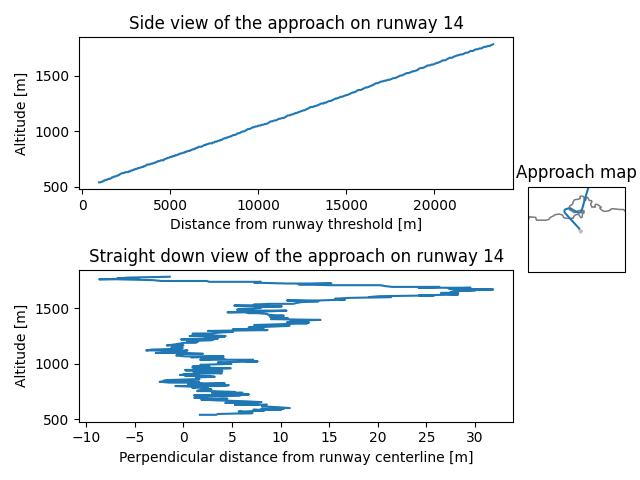 Side view of the approach on runway 14
Altitude [m]
1500
1000
500
0
5000
10000
15000
20000
Distance from runway threshold [m]
Approach map
Straight down view of the approach on runway 14
Altitude [m]
1500
1000
500
−10
−5
0
5
10
15
20
25
30
Perpendicular distance from runway centerline [m]